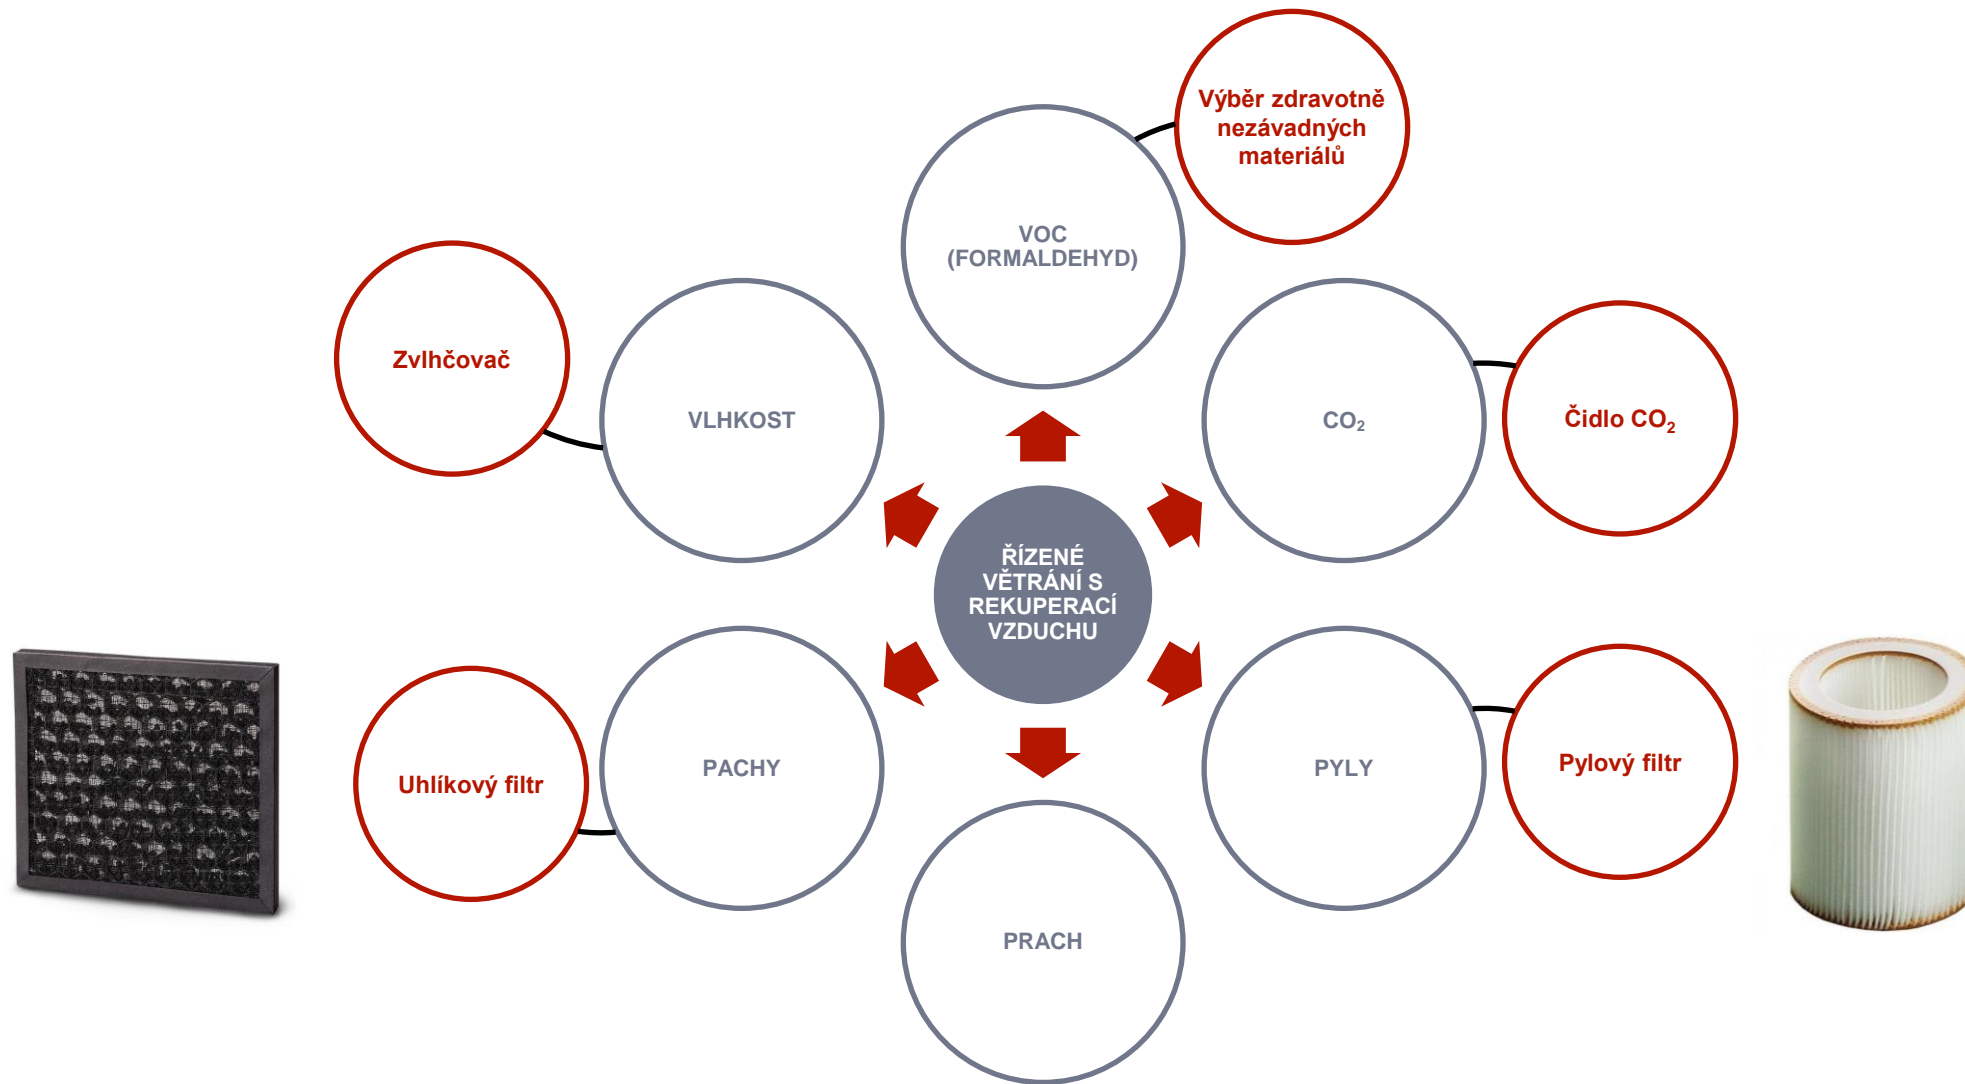 Výběr zdravotně
nezávadných
materiálů
VOC
(FORMALDEHYD)
Zvlhčovač
VLHKOST
CO₂
Čidlo CO₂
ŘÍZENÉ
VĚTRÁNÍ S
REKUPERACÍ
VZDUCHU
Uhlíkový filtr
PACHY
PYLY
Pylový filtr
PRACH